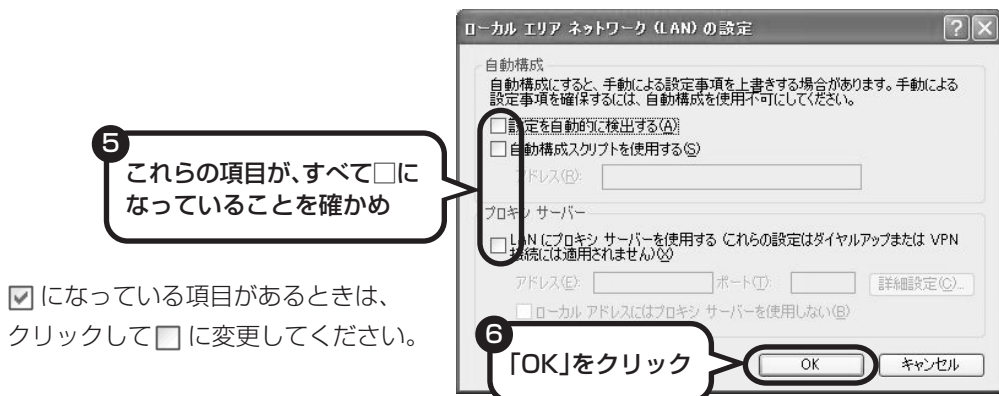 ローカル エリア ネットワーク (LAN) の設定
自動構成
自動構成にすると、手動による設定事項を上書きする場合があります。手動による
設定事項を確保するには、自動構成を使用不可にしてください。
設定を自動的に検出する(A)
自動構成スクリプトを使用する(S)
アドレス(R):
5
これらの項目が、すべて□に
なっていることを確かめ
プロキシ サーバー
LAN にプロキシ サーバーを使用する (これらの設定はダイヤルアップまたは VPN
接続には適用されません)(X)
アドレス(E):
ポート(T):
詳細設定(C)...
ローカル アドレスにはプロキシ サーバーを使用しない(B)
☑ になっている項目があるときは、
クリックして□ に変更してください。
6
「OK」をクリック
OK
キャンセル